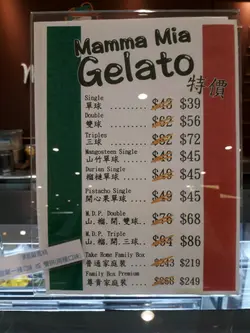 Mamma Mia
Gelato
特價
Single
單球 ........ $43 $39
Double
雙球 ........ $62 $56
Triples
三球 ........ $82 $72
Mangosteen Single
山竹單球 ..... $49 $45
Durian Single
榴槤單球 ..... $49 $45
Pistachio Single
開心果單球 ... $49 $45
M.D.P. Double
山.榴.開.雙球.. $76 $68
M.D.P. Triple
山.榴.開.三球.. $94 $86
Take Home Family Box
普通家庭裝 ... $243 $219
Family Box Premium
尊貴家庭裝 ... $268 $249